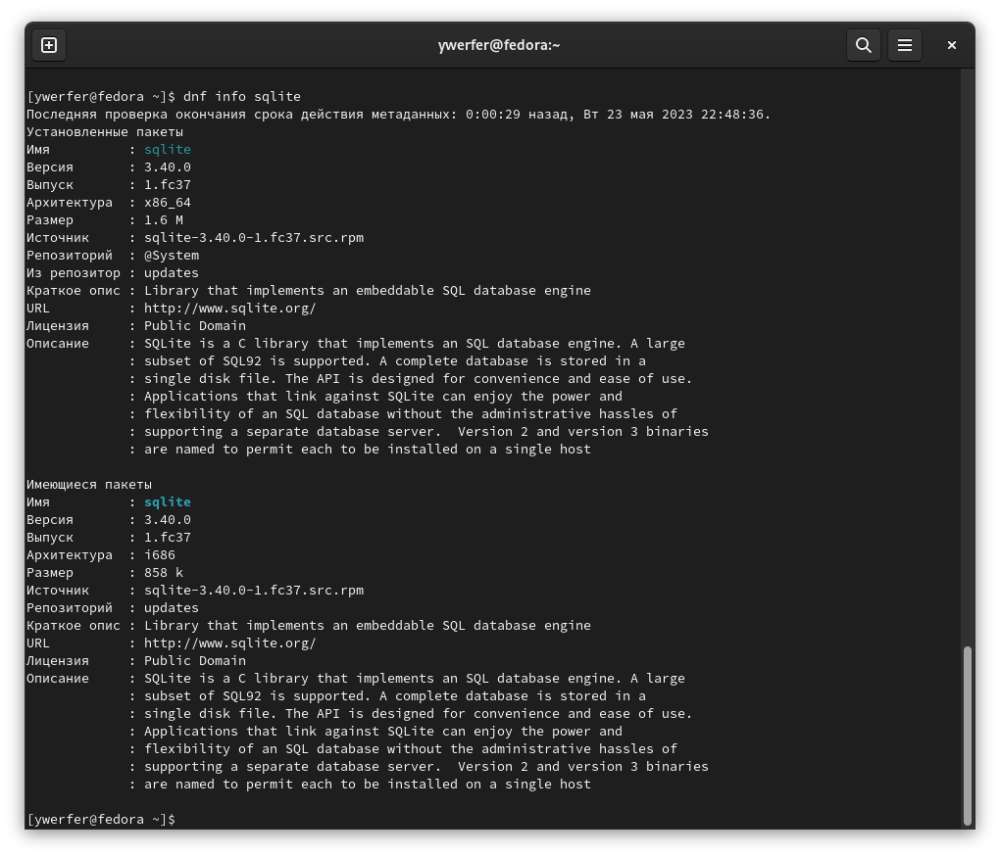 ywerfer@fedora:~
[ywerfer@fedora ~]$ dnf info sqlite
Последняя проверка окончания срока действия метаданных: 0:00:29 назад, Вт 23 мая 2023 22:48:36.
Установленные пакеты
Имя          : sqlite
Версия       : 3.40.0
Выпуск       : 1.fc37
Архитектура  : x86_64
Размер       : 1.6 M
Источник     : sqlite-3.40.0-1.fc37.src.rpm
Репозиторий  : @System
Из репозитор : updates
Краткое опис : Library that implements an embeddable SQL database engine
URL          : http://www.sqlite.org/
Лицензия     : Public Domain
Описание     : SQLite is a C library that implements an SQL database engine. A large
             : subset of SQL92 is supported. A complete database is stored in a
             : single disk file. The API is designed for convenience and ease of use.
             : Applications that link against SQLite can enjoy the power and
             : flexibility of an SQL database without the administrative hassles of
             : supporting a separate database server.  Version 2 and version 3 binaries
             : are named to permit each to be installed on a single host
Имеющиеся пакеты
Имя          : sqlite
Версия       : 3.40.0
Выпуск       : 1.fc37
Архитектура  : i686
Размер       : 858 k
Источник     : sqlite-3.40.0-1.fc37.src.rpm
Репозиторий  : updates
Краткое опис : Library that implements an embeddable SQL database engine
URL          : http://www.sqlite.org/
Лицензия     : Public Domain
Описание     : SQLite is a C library that implements an SQL database engine. A large
             : subset of SQL92 is supported. A complete database is stored in a
             : single disk file. The API is designed for convenience and ease of use.
             : Applications that link against SQLite can enjoy the power and
             : flexibility of an SQL database without the administrative hassles of
             : supporting a separate database server.  Version 2 and version 3 binaries
             : are named to permit each to be installed on a single host
[ywerfer@fedora ~]$